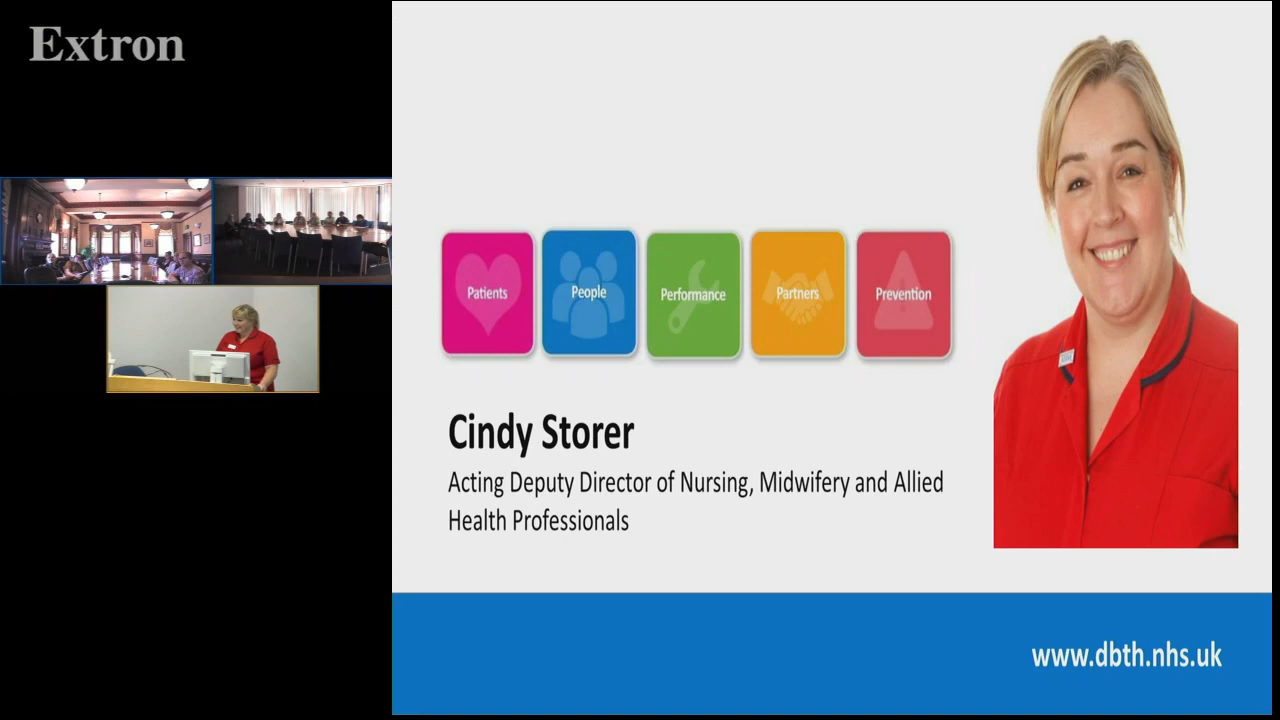 Extron
Patients
People
Performance
Partners
Prevention
Cindy Storer
Acting Deputy Director of Nursing, Midwifery and Allied
Health Professionals
www.dbth.nhs.uk